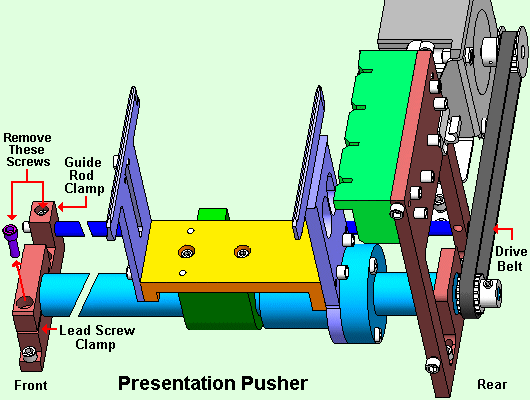 Remove
These
Screws
Guide
Rod
Clamp
Drive
Belt
Lead Screw
Clamp
Front
Presentation Pusher
Rear